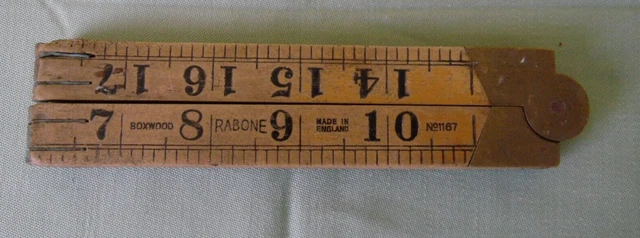 14 15 16 17
7 BOXWOOD 8 RABONE 9 MADE IN ENGLAND 10 No1167